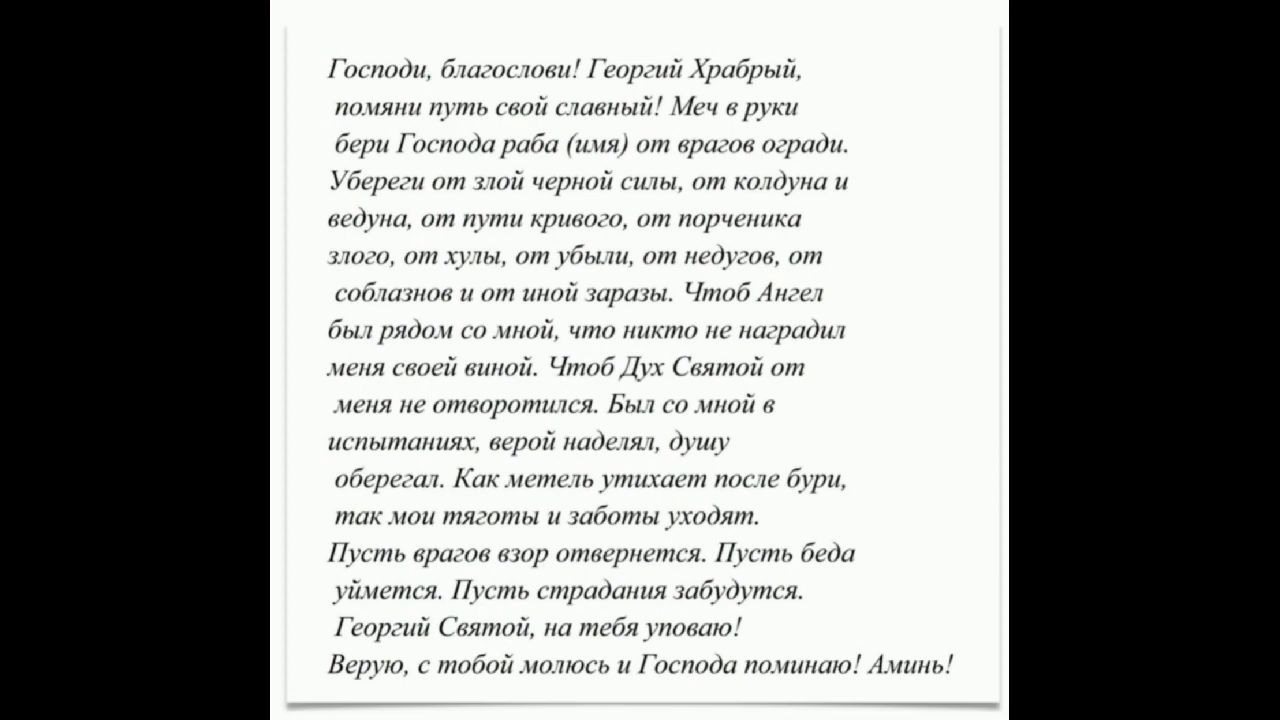 Господи, благослови! Георгий Храбрый,
помяни путь свой славный! Меч в руки
бери Господа раба (имя) от врагов огради.
Убереги от злой черной силы, от колдуна и
ведуна, от пути кривого, от порченика
злого, от хулы, от убыли, от недугов, от
соблазнов и от иной заразы. Чтоб Ангел
был рядом со мной, что никто не наградил
меня своей виной. Чтоб Дух Святой от
меня не отворотился. Был со мной в
испытаниях, верой наделял, душу
оберегал. Как метель утихает после бури,
так мои тяготы и заботы уходят.
Пусть врагов взор отвернется. Пусть беда
уймется. Пусть страдания забудутся.
Георгий Святой, на тебя уповаю!
Верую, с тобой молюсь и Господа поминаю! Аминь!